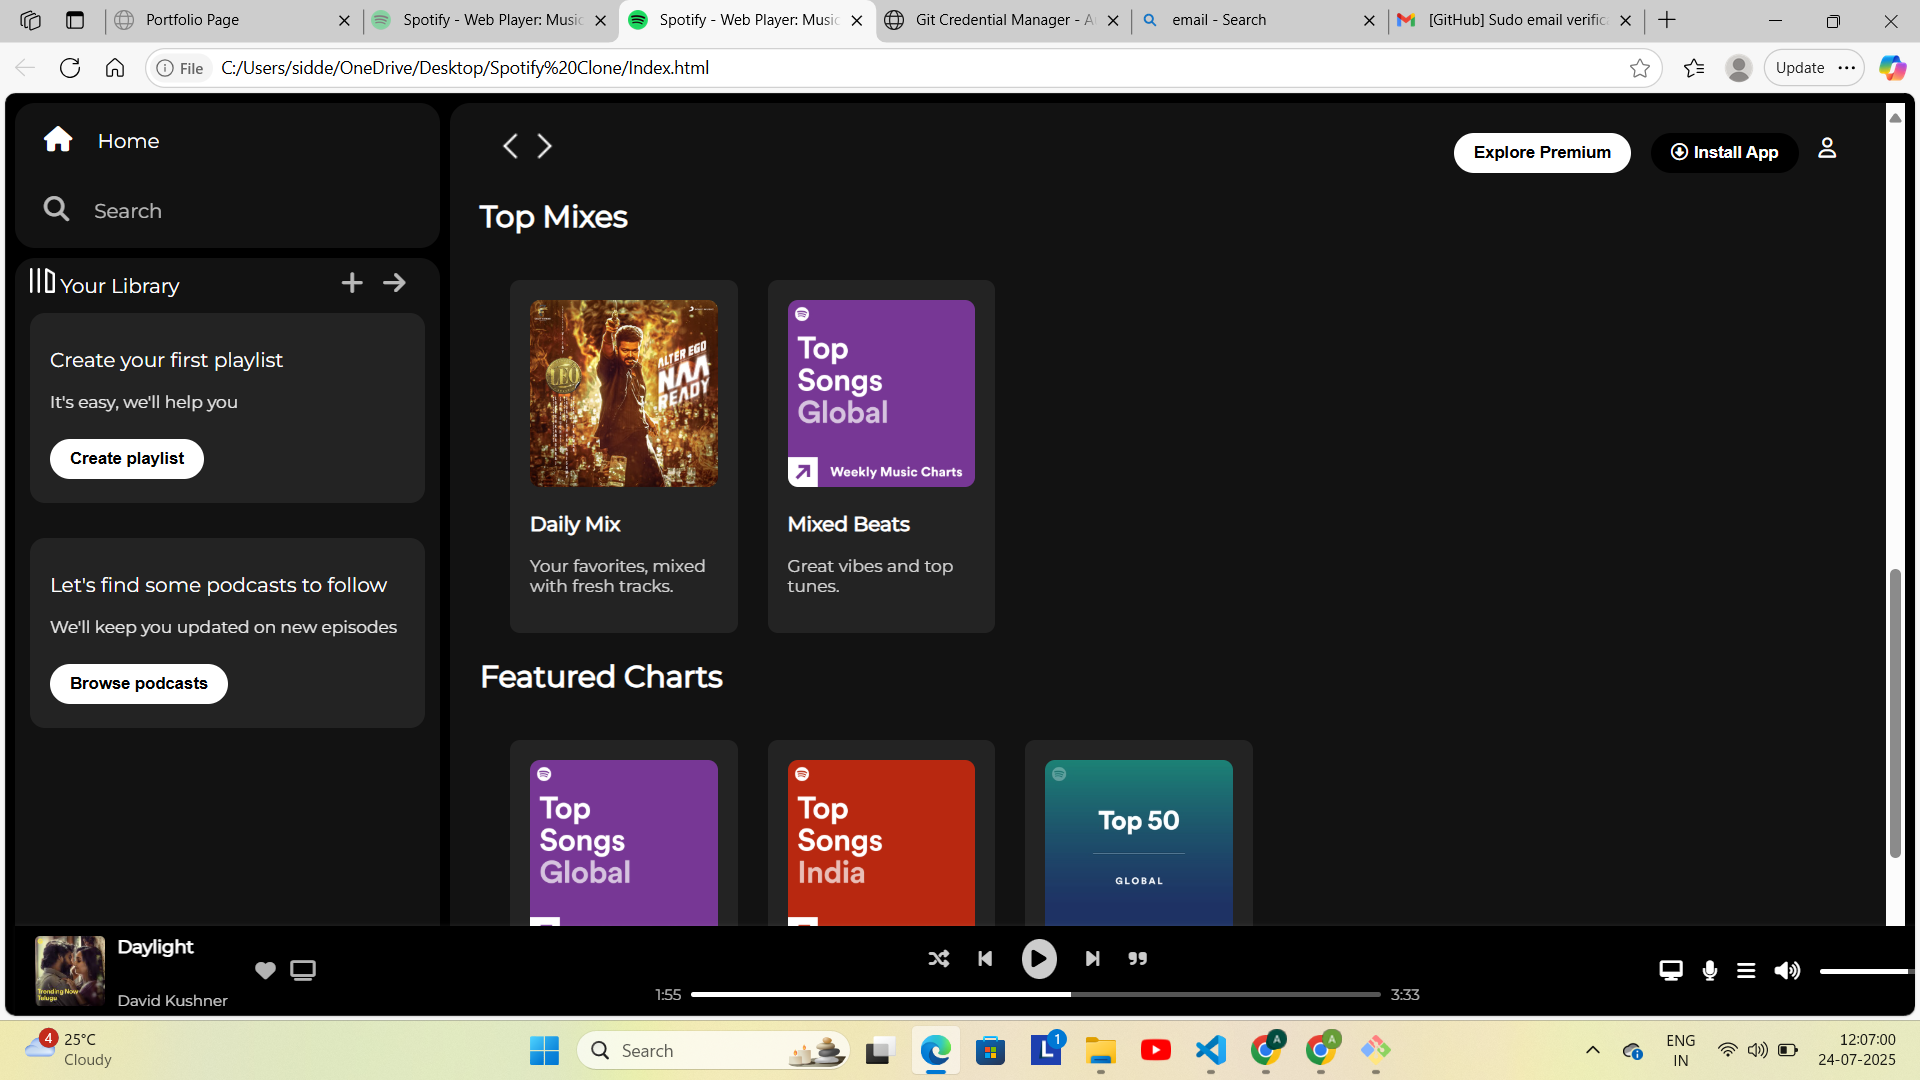 Portfolio Page
Spotify - Web Player: Music
Spotify - Web Player: Music
Git Credential Manager - A
email - Search
[GitHub] Sudo email verific
File
C:/Users/sidde/OneDrive/Desktop/Spotify%20Clone/Index.html
Update
Home
Search
Your Library
Create your first playlist
It's easy, we'll help you
Create playlist
Let's find some podcasts to follow
We'll keep you updated on new episodes
Browse podcasts
Explore Premium
Install App
Top Mixes
LEO
ALTER EGO
NAA
READY
Daily Mix
Your favorites, mixed
with fresh tracks.
Top
Songs
Global
Weekly Music Charts
Mixed Beats
Great vibes and top
tunes.
Featured Charts
Top
Songs
Global
Top
Songs
India
Top 50
GLOBAL
Trending Now
Telugu
Daylight
David Kushner
1:55
3:33
4
25°C
Cloudy
Search
L
1
A
A
ENG
IN
12:07:00
24-07-2025